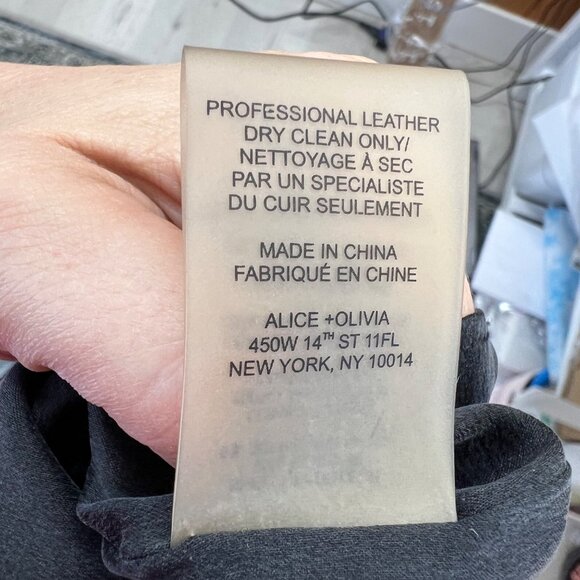 PROFESSIONAL LEATHER
DRY CLEAN ONLY/
NETTOYAGE À SEC
PAR UN SPECIALISTE
DU CUIR SEULEMENT
MADE IN CHINA
FABRIQUÉ EN CHINE
ALICE +OLIVIA
450W 14TH ST 11FL
NEW YORK, NY 10014